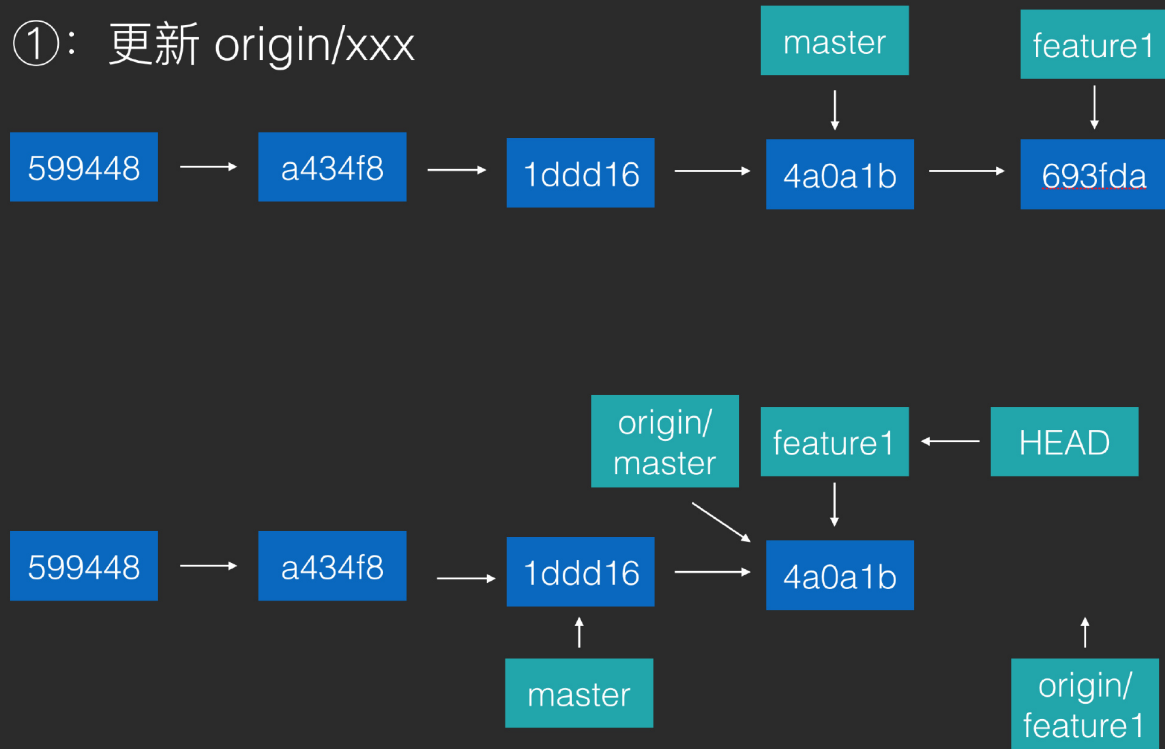 ①：更新 origin/xxx
master
feature1
599448
a434f8
1ddd16
4a0a1b
693fda
origin/
master
feature1
HEAD
599448
a434f8
1ddd16
4a0a1b
master
origin/
feature1